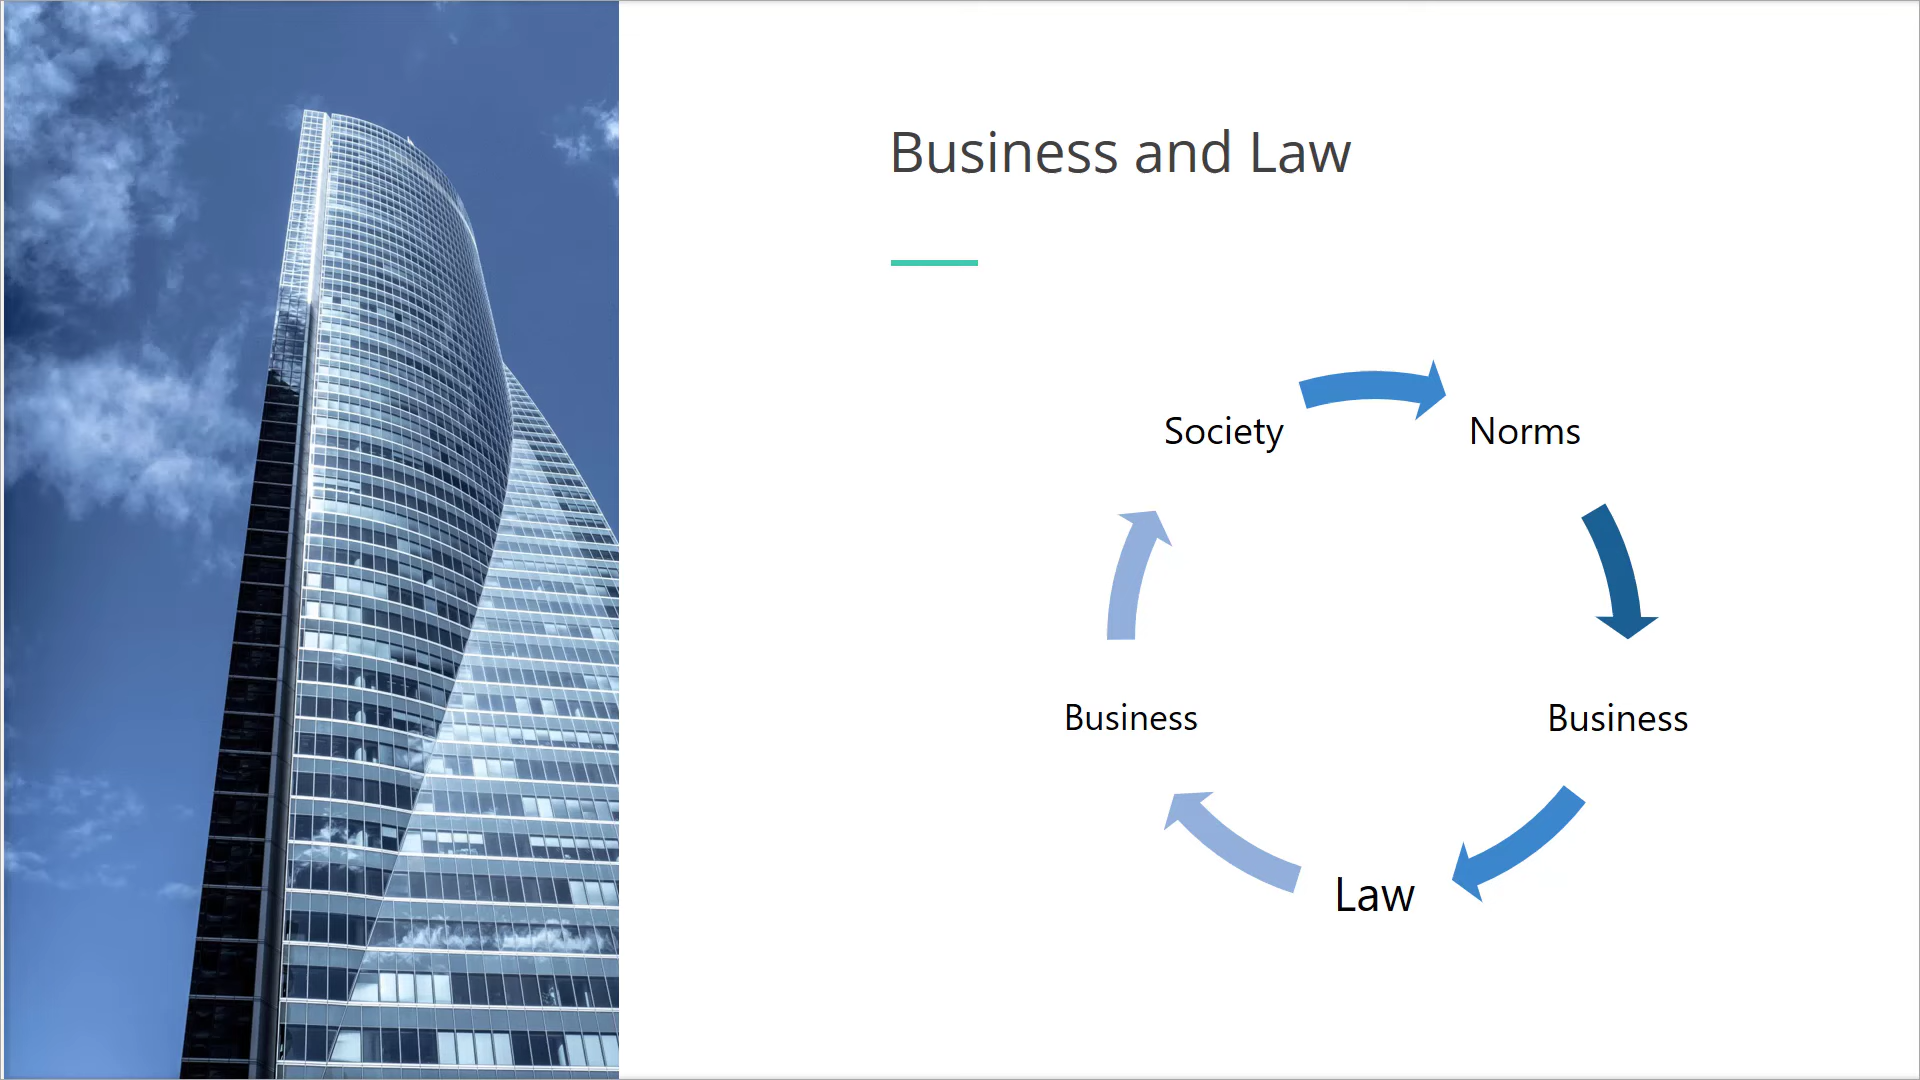 Business and Law
Society
Norms
Business
Business
Law